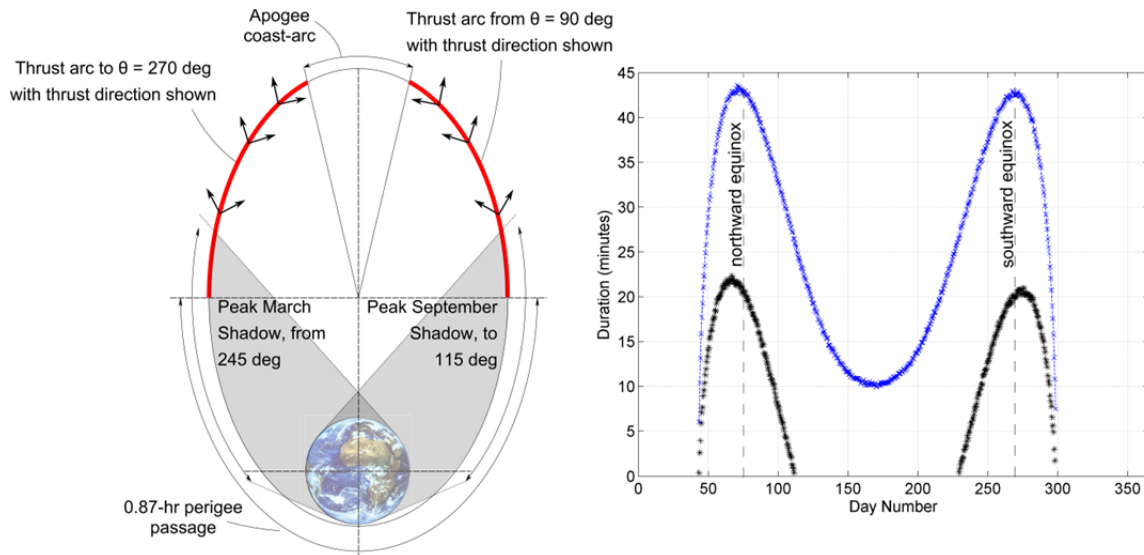 Apogee
coast-arc
Thrust arc to θ = 270 deg
with thrust direction shown
Thrust arc from θ = 90 deg
with thrust direction shown
Peak March
Shadow, from
245 deg
Peak September
Shadow, to
115 deg
0.87-hr perigee
passage
45
40
35
30
25
20
15
10
5
0
Duration (minutes)
northward equinox
southward equinox
0
50
100
150
200
250
300
350
Day Number